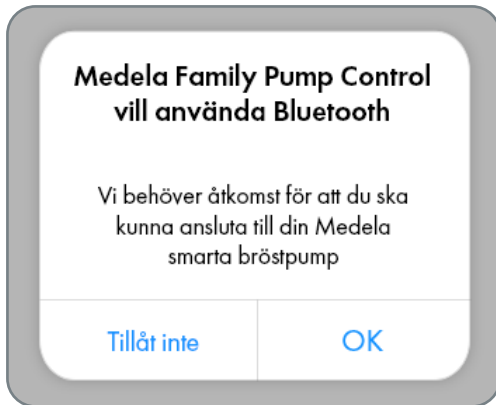 Medela Family Pump Control
vill använda Bluetooth
Vi behöver åtkomst för att du ska
kunna ansluta till din Medela
smarta bröstpump
Tillåt inte
OK